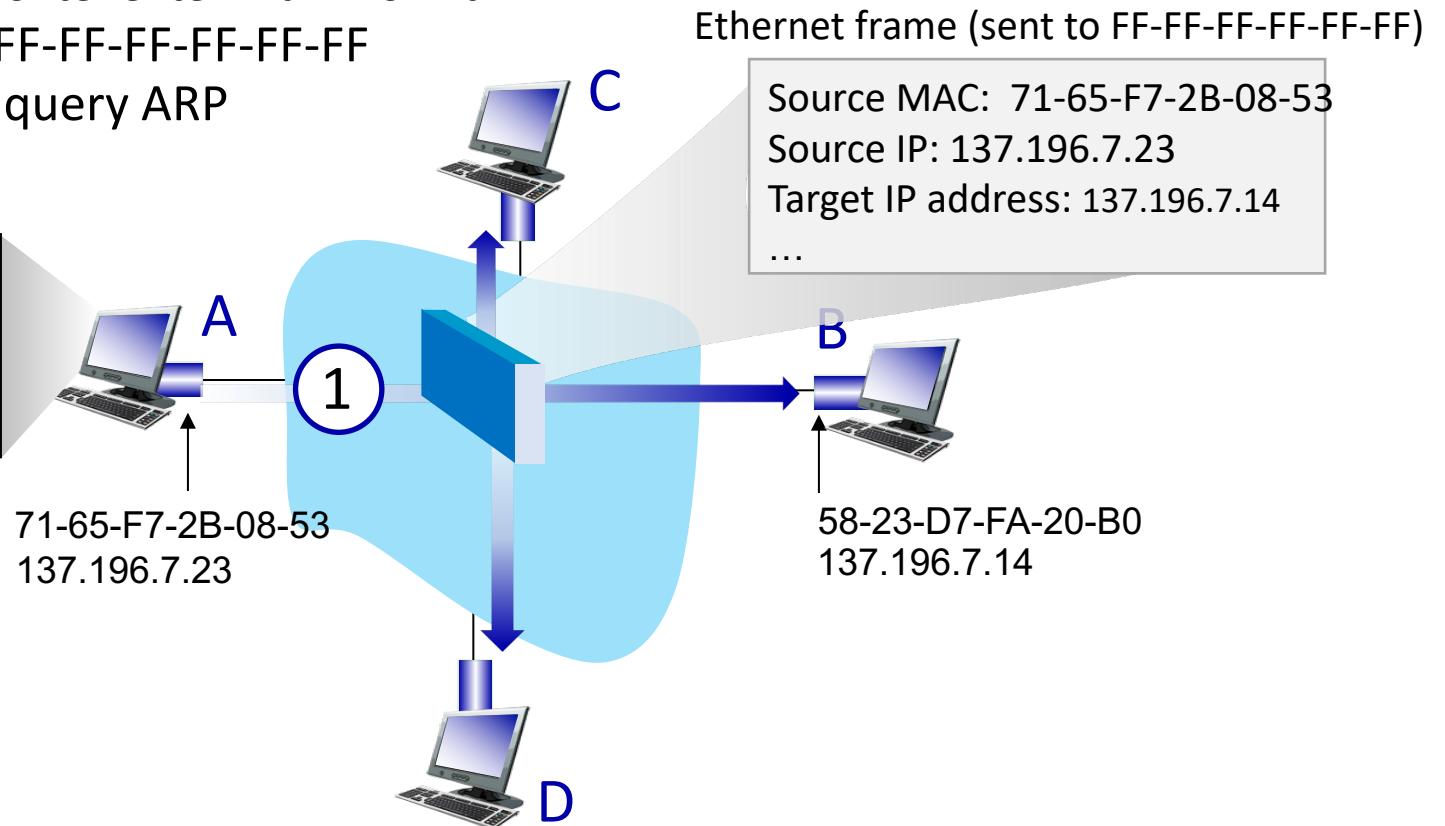 FF-FF-FF-FF-FF-FF
query ARP
Ethernet frame (sent to FF-FF-FF-FF-FF-FF)
Source MAC: 71-65-F7-2B-08-53
Source IP: 137.196.7.23
Target IP address: 137.196.7.14
…
C
A
B
1
71-65-F7-2B-08-53
137.196.7.23
58-23-D7-FA-20-B0
137.196.7.14
D